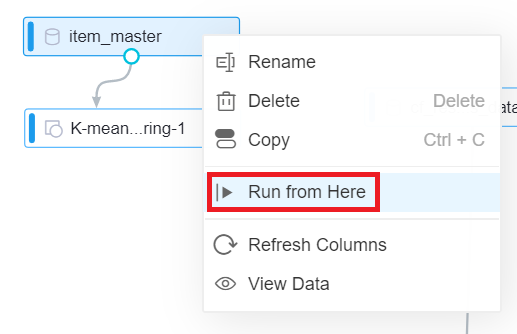 item_master
Rename
Delete Delete
ata
K-mean...ring-1
Copy Ctrl + C
Run from Here
Refresh Columns
View Data